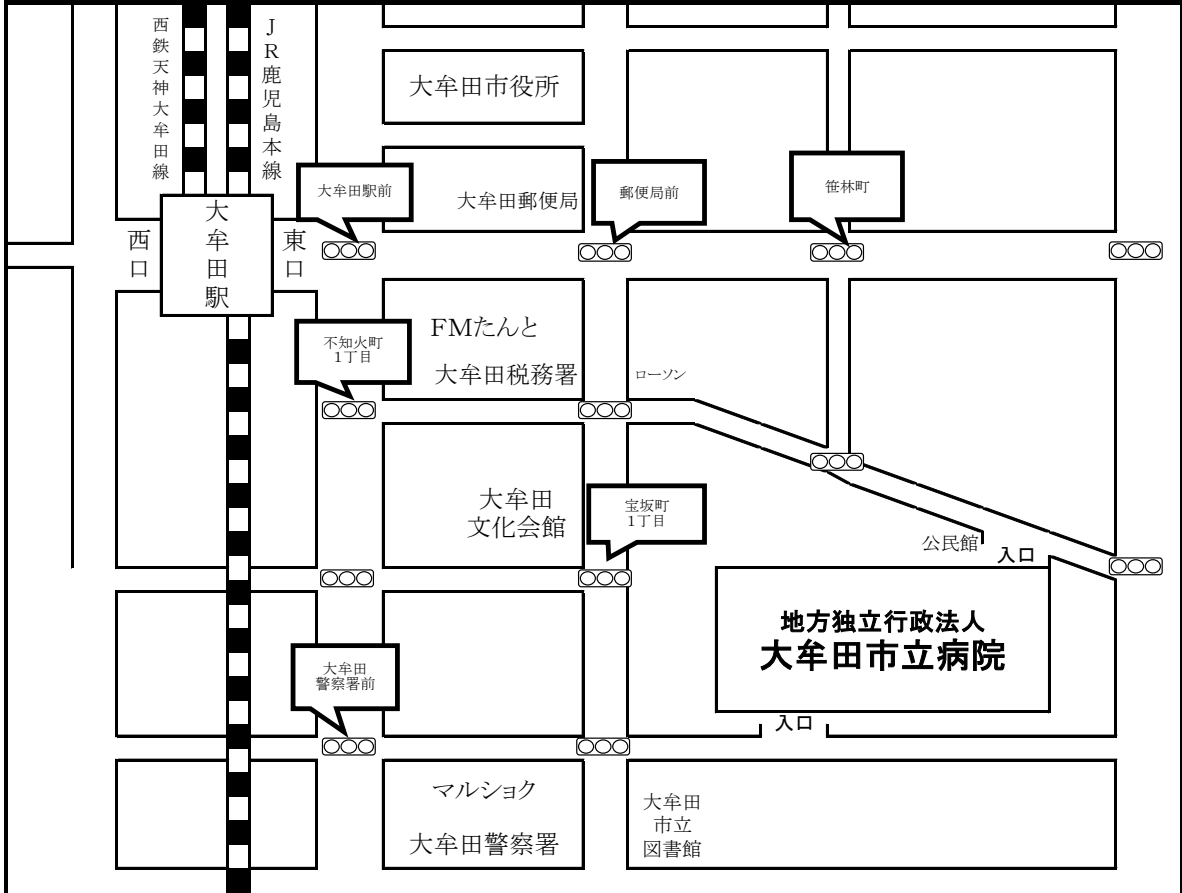 西鉄天神大牟田線
JR鹿児島本線
大牟田市役所
大牟田駅前
大牟田郵便局
郵便局前
笹林町
西口
大牟田駅
東口
FMたんと
不知火町
1丁目
大牟田税務署
ローソン
大牟田
文化会館
宝坂町
1丁目
公民館
入口
地方独立行政法人
大牟田市立病院
大牟田
警察署前
入口
マルショク
大牟田警察署
大牟田
市立
図書館